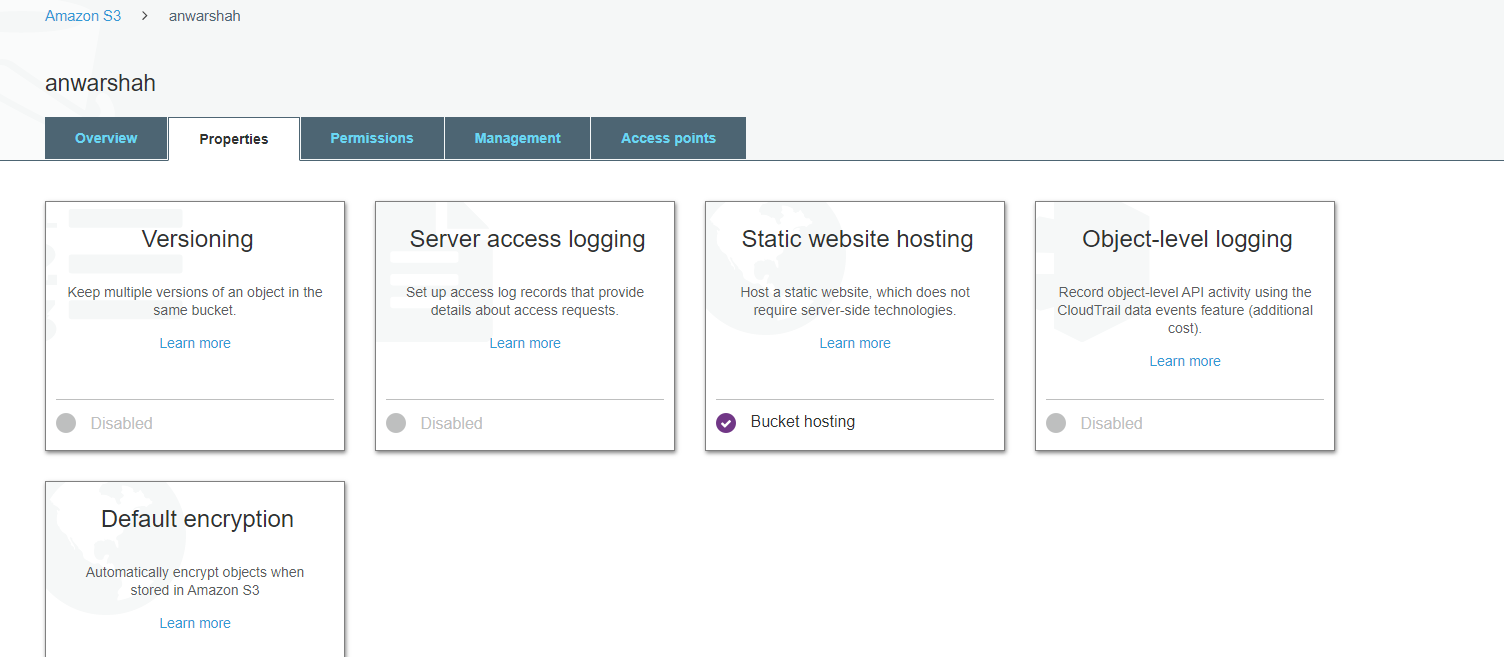 Amazon S3 > anwarshah
anwarshah
Overview Properties Permissions Management Access points
Versioning
Keep multiple versions of an object in the
same bucket.
Learn more
Disabled
Server access logging
Set up access log records that provide
details about access requests.
Learn more
Disabled
Static website hosting
Host a static website, which does not
require server-side technologies.
Learn more
Bucket hosting
Object-level logging
Record object-level API activity using the
CloudTrail data events feature (additional
cost).
Learn more
Disabled
Default encryption
Automatically encrypt objects when
stored in Amazon S3
Learn more